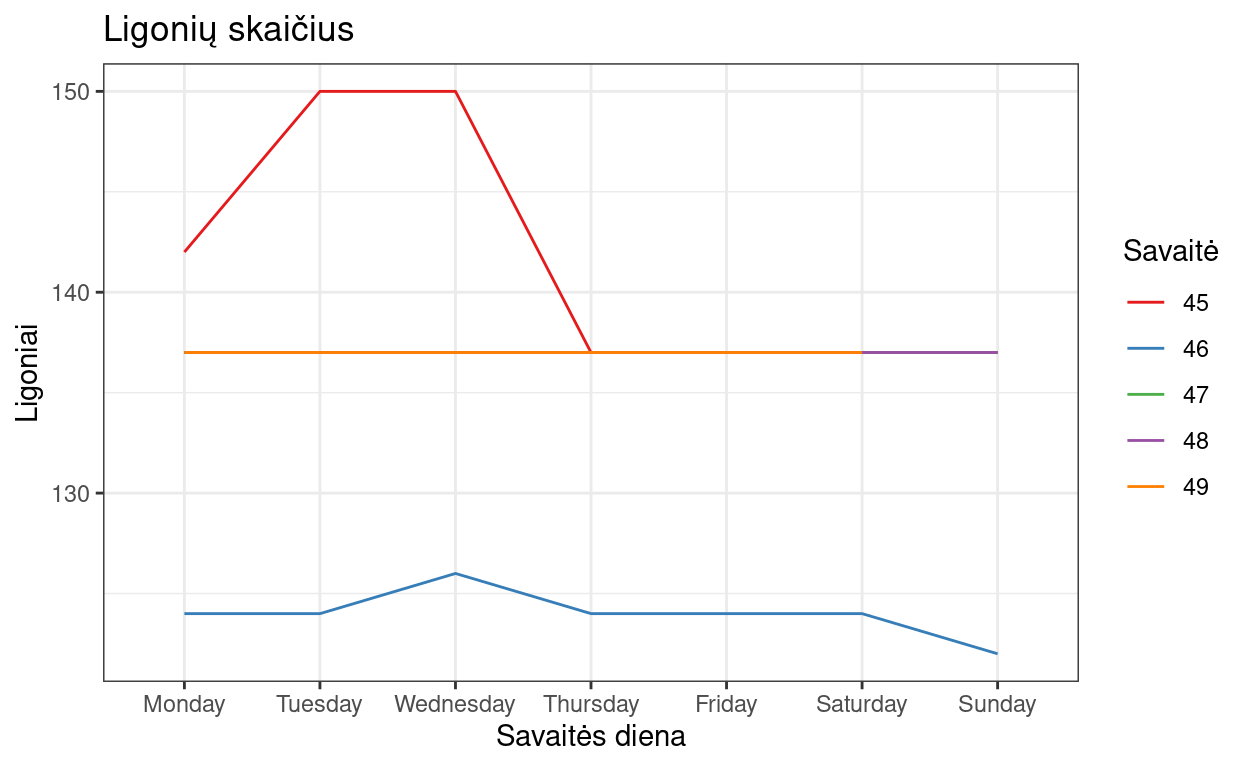 Ligonių skaičius
150
140
130
Ligoniai
Monday Tuesday Wednesday Thursday Friday Saturday Sunday
Savaitės diena
Savaitė
45
46
47
48
49